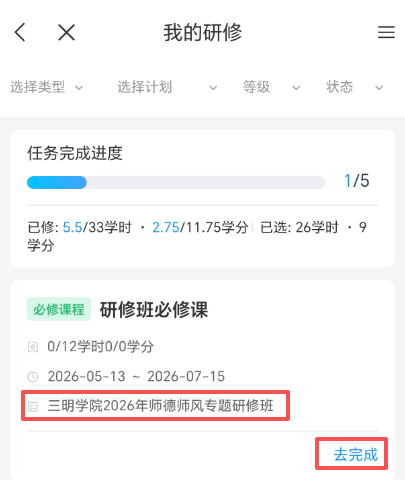 我的研修
选择类型 选择计划 等级 状态
任务完成进度
1/5
已修: 5.5/33学时 · 2.75/11.75学分 已选: 26学时 · 9
学分
必修课程 研修班必修课
0/12学时0/0学分
2026-05-13 ~ 2026-07-15
三明学院2026年师德师风专题研修班
去完成